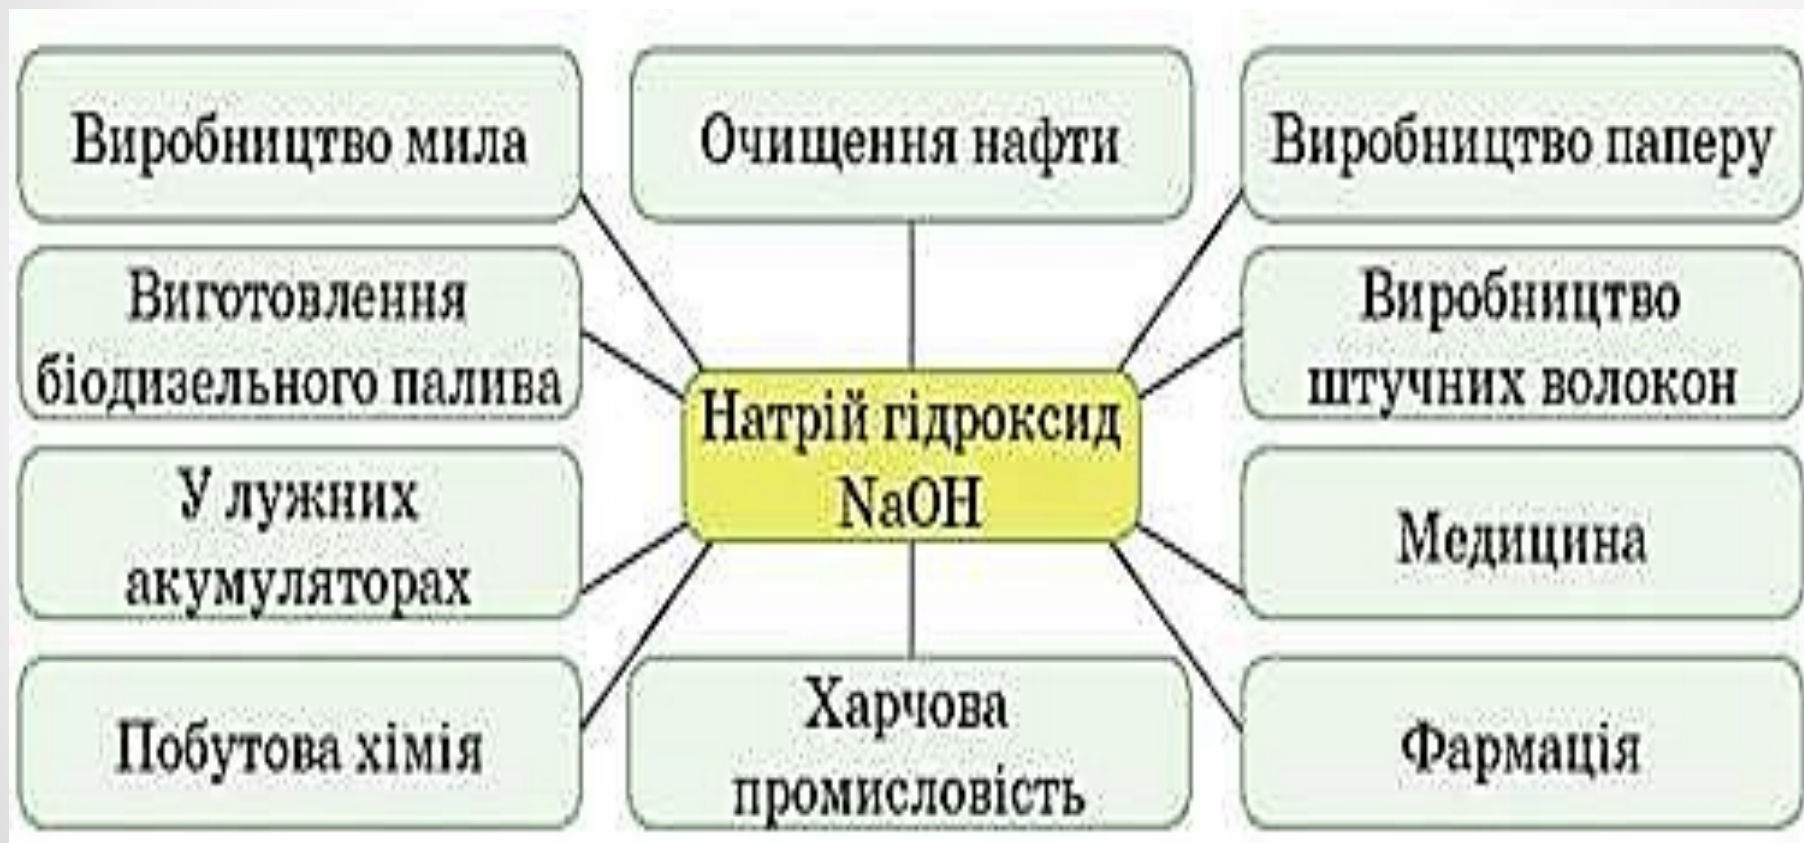 Виробництво мила
Очищення нафти
Виробництво паперу
Виготовлення
біодизельного палива
Виробництво
штучних волокон
Натрій гідроксид
NaOH
У лужних
акумуляторах
Медицина
Побутова хімія
Харчова
промисловість
Фармація